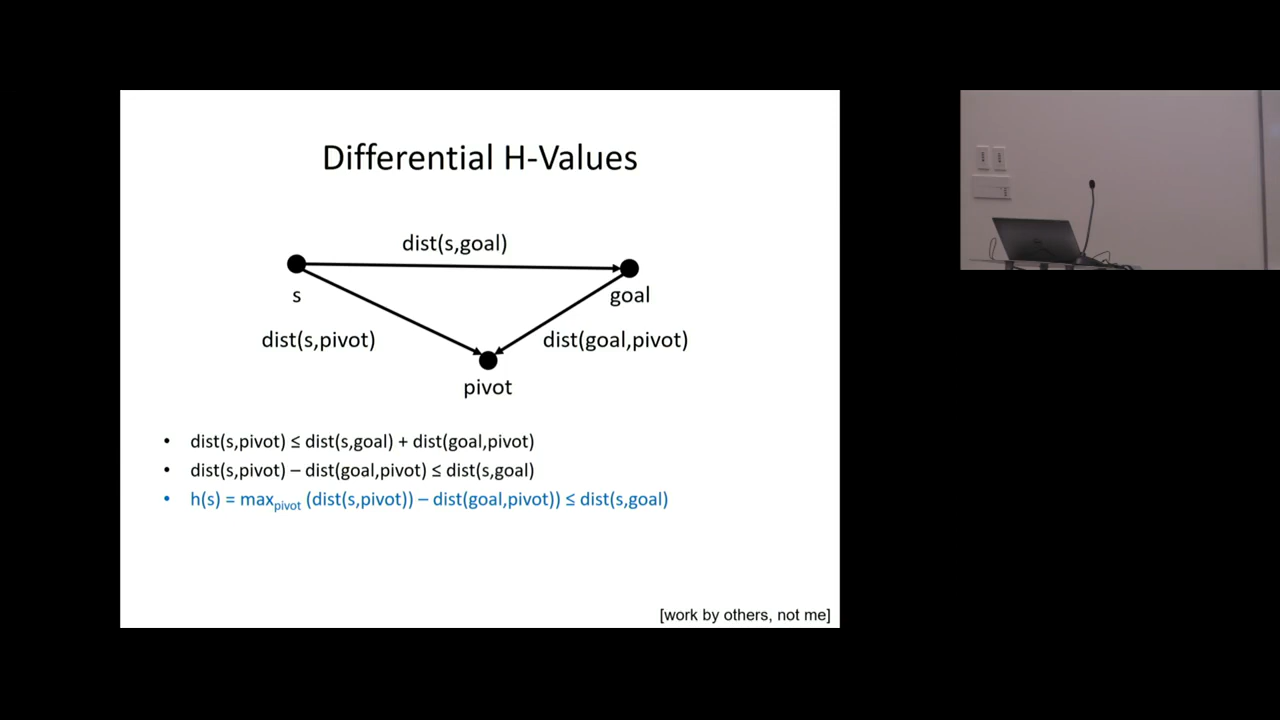 Differential H-Values
dist(s,goal)
s
goal
dist(s,pivot)
dist(goal,pivot)
pivot
• dist(s,pivot) ≤ dist(s,goal) + dist(goal,pivot)
• dist(s,pivot) – dist(goal,pivot) ≤ dist(s,goal)
• h(s) = maxpivot (dist(s,pivot)) – dist(goal,pivot)) ≤ dist(s,goal)
[work by others, not me]